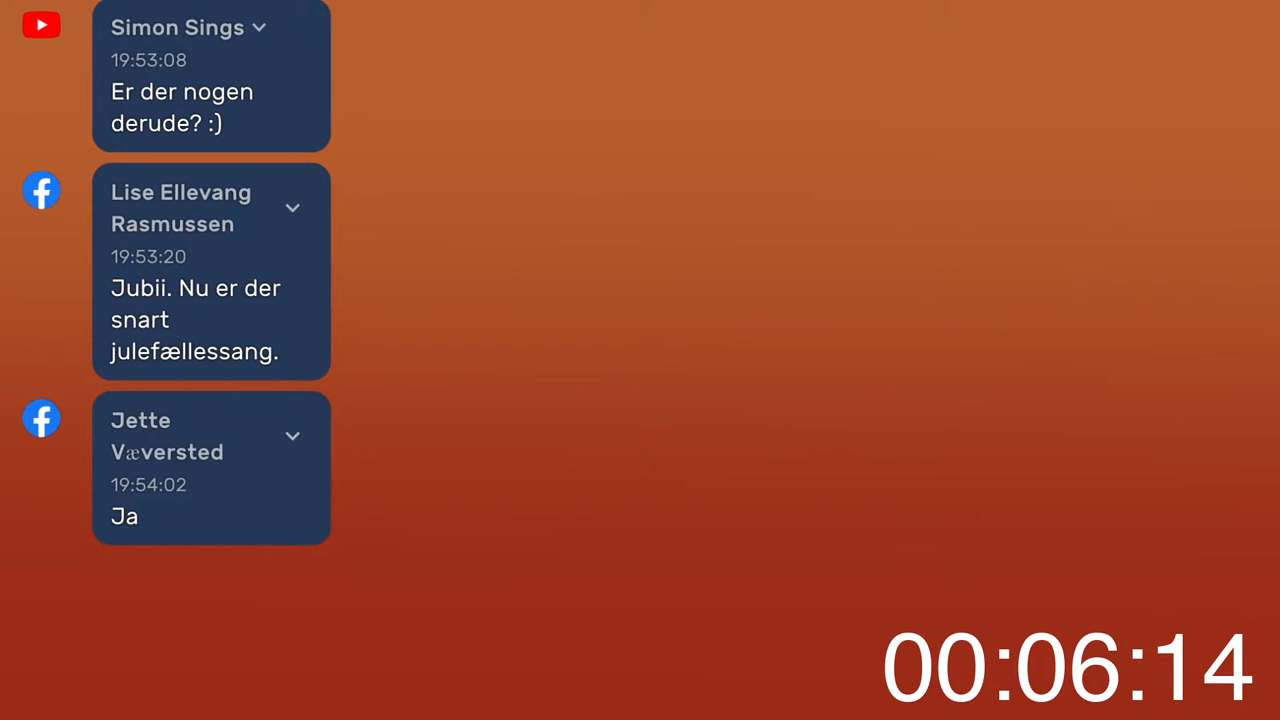 Simon Sings
19:53:08
Er der nogen
derude? :)
Lise Ellevang
Rasmussen
19:53:20
Jubii. Nu er der
snart
julefællessang.
Jette
Væversted
19:54:02
Ja
00:06:14